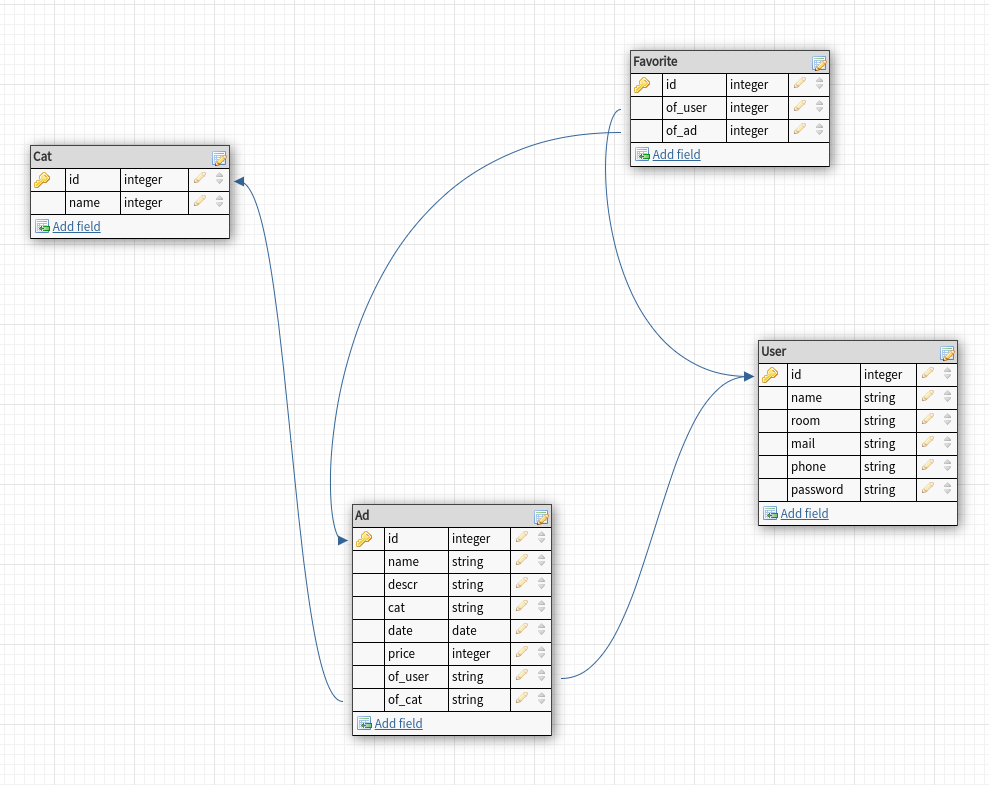 Favorite
id integer
of_user integer
of_ad integer
Add field
Cat
id integer
name integer
Add field
User
id integer
name string
room string
mail string
phone string
password string
Add field
Ad
id integer
name string
descr string
cat string
date date
price integer
of_user string
of_cat string
Add field